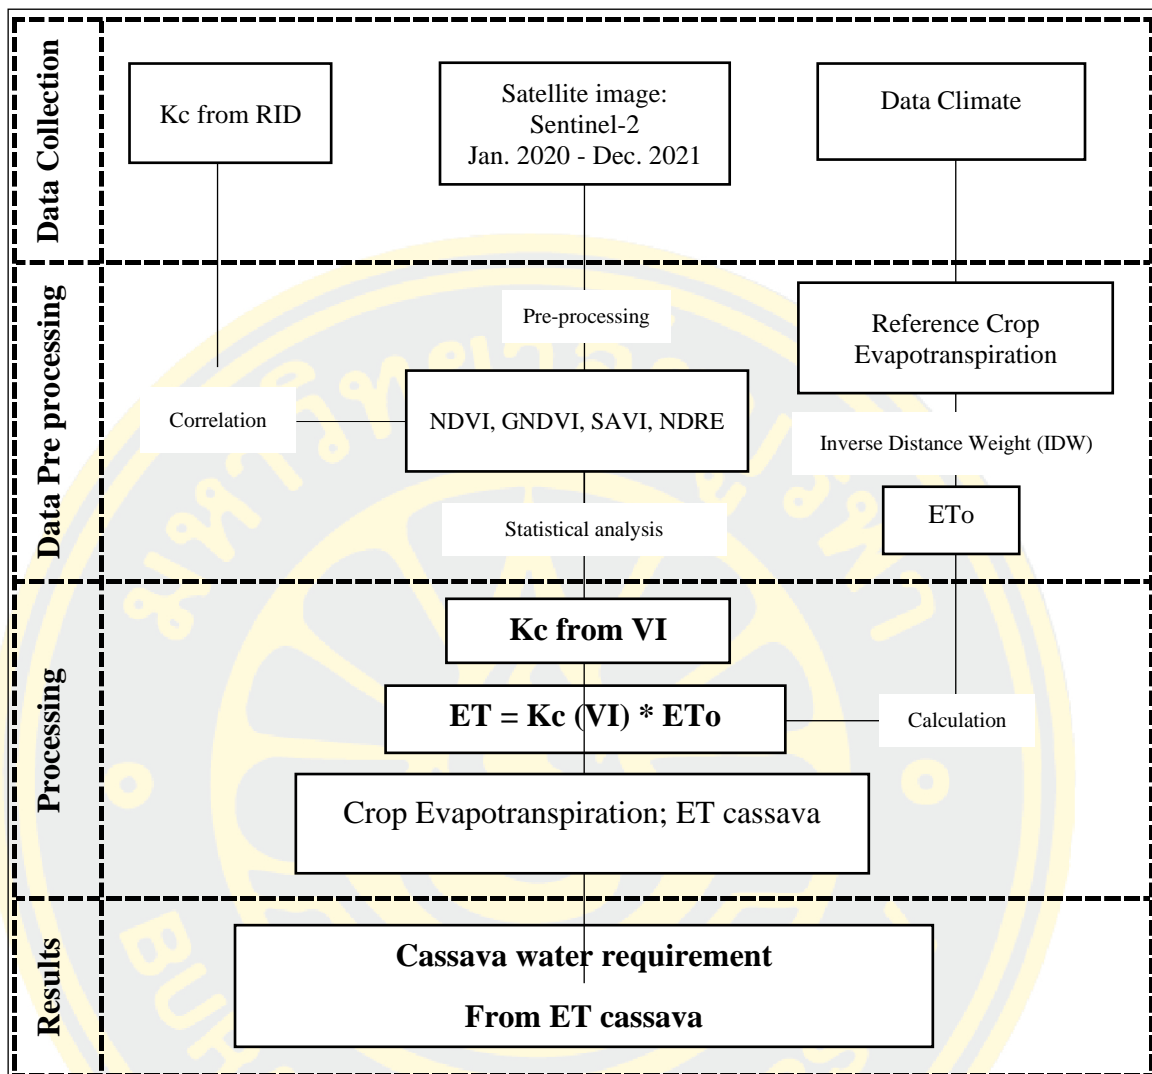 Data Collection
Kc from RID
Satellite image:
Sentinel-2
Jan. 2020 - Dec. 2021
Data Climate
Data Pre processing
Pre-processing
Reference Crop
Evapotranspiration
Correlation
NDVI, GNDVI, SAVI, NDRE
Inverse Distance Weight (IDW)
Statistical analysis
ETo
Processing
Kc from VI
ET = Kc (VI) * ETo
Calculation
Crop Evapotranspiration; ET cassava
Results
Cassava water requirement
From ET cassava